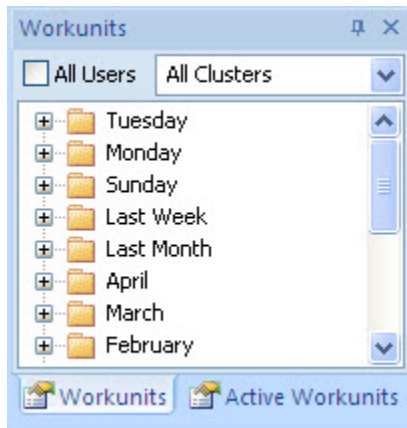 Workunits
All Users All Clusters
Tuesday
Monday
Sunday
Last Week
Last Month
April
March
February
Workunits Active Workunits